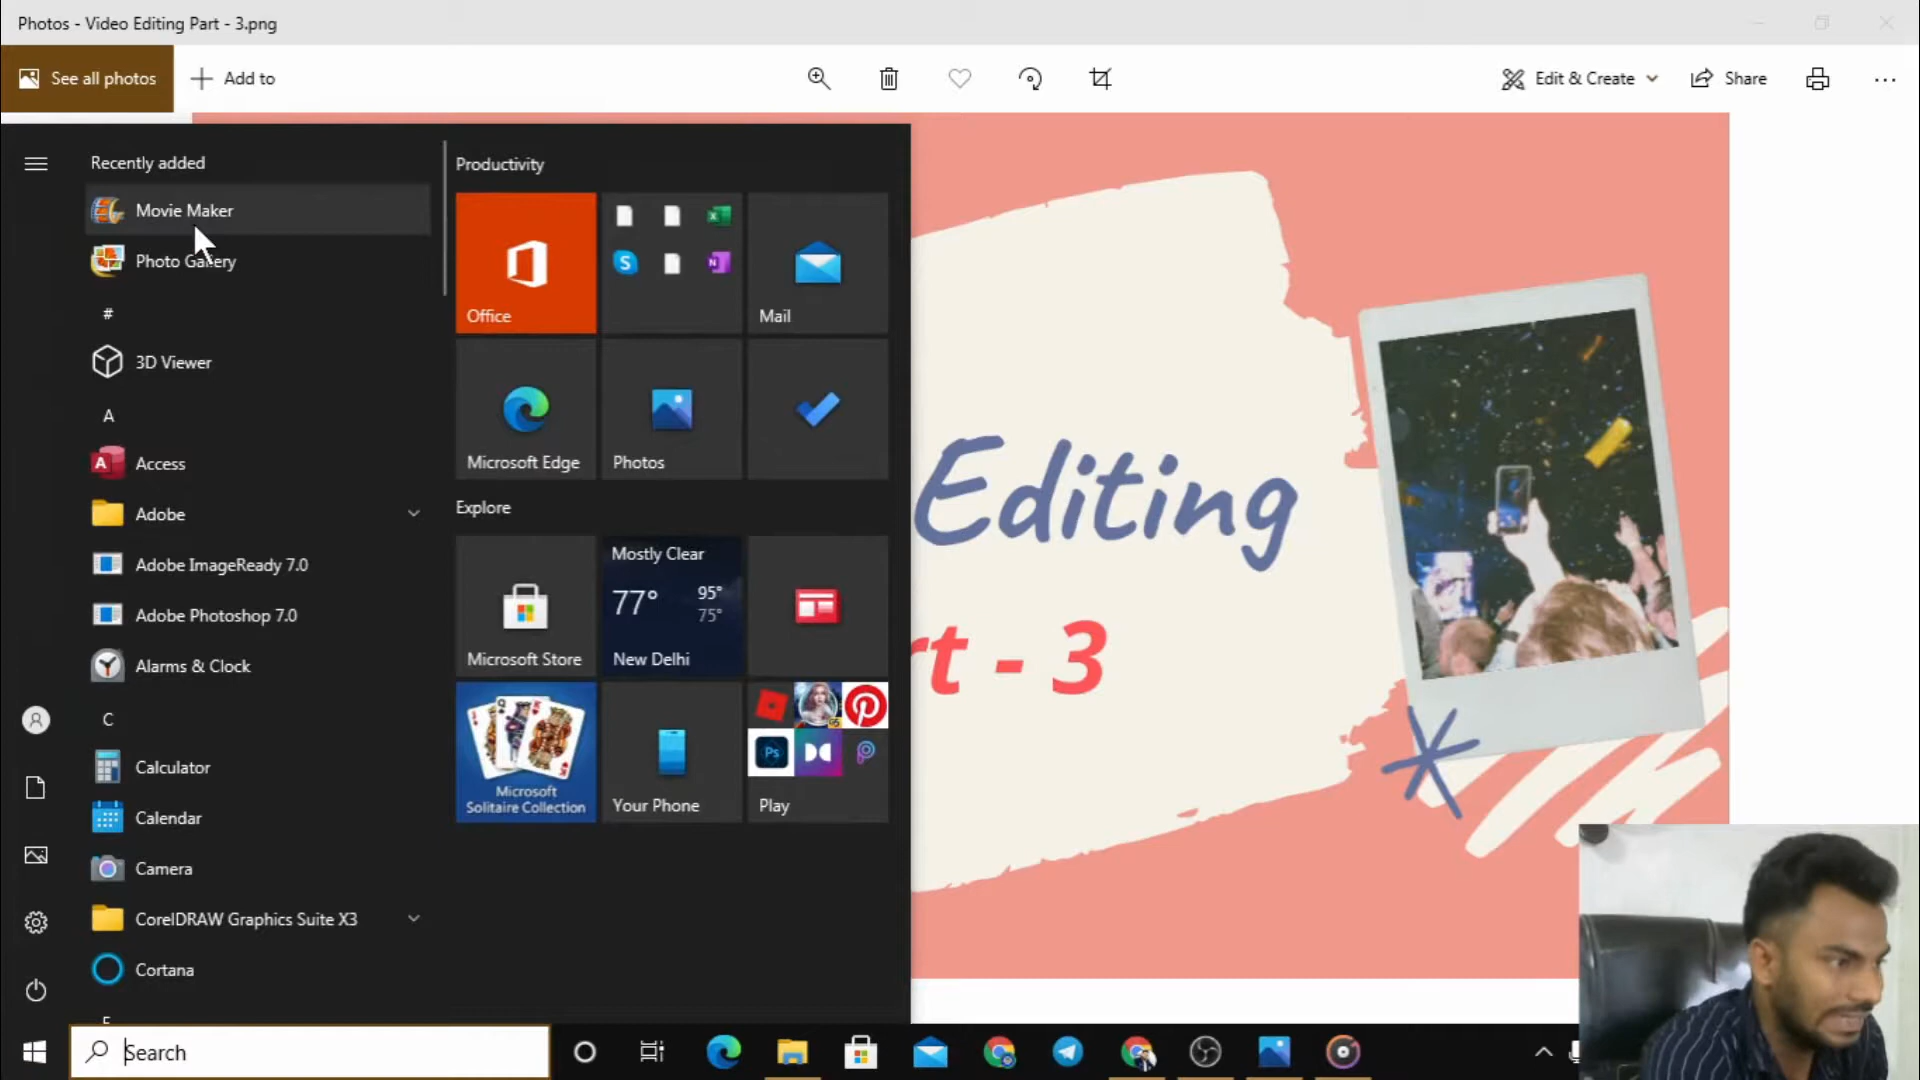 Photos - Video Editing Part - 3.png
See all photos
Add to
Edit & Create
Share
Recently added
Movie Maker
Photo Gallery
#
3D Viewer
A
Access
Adobe
Adobe ImageReady 7.0
Adobe Photoshop 7.0
Alarms & Clock
C
Calculator
Calendar
Camera
CorelDRAW Graphics Suite X3
Cortana
Productivity
Office
Mail
Microsoft Edge
Photos
Explore
Microsoft Store
Mostly Clear
77° 95°
75°
New Delhi
Microsoft
Solitaire Collection
Your Phone
Ps
Play
Editing
rt - 3
Search